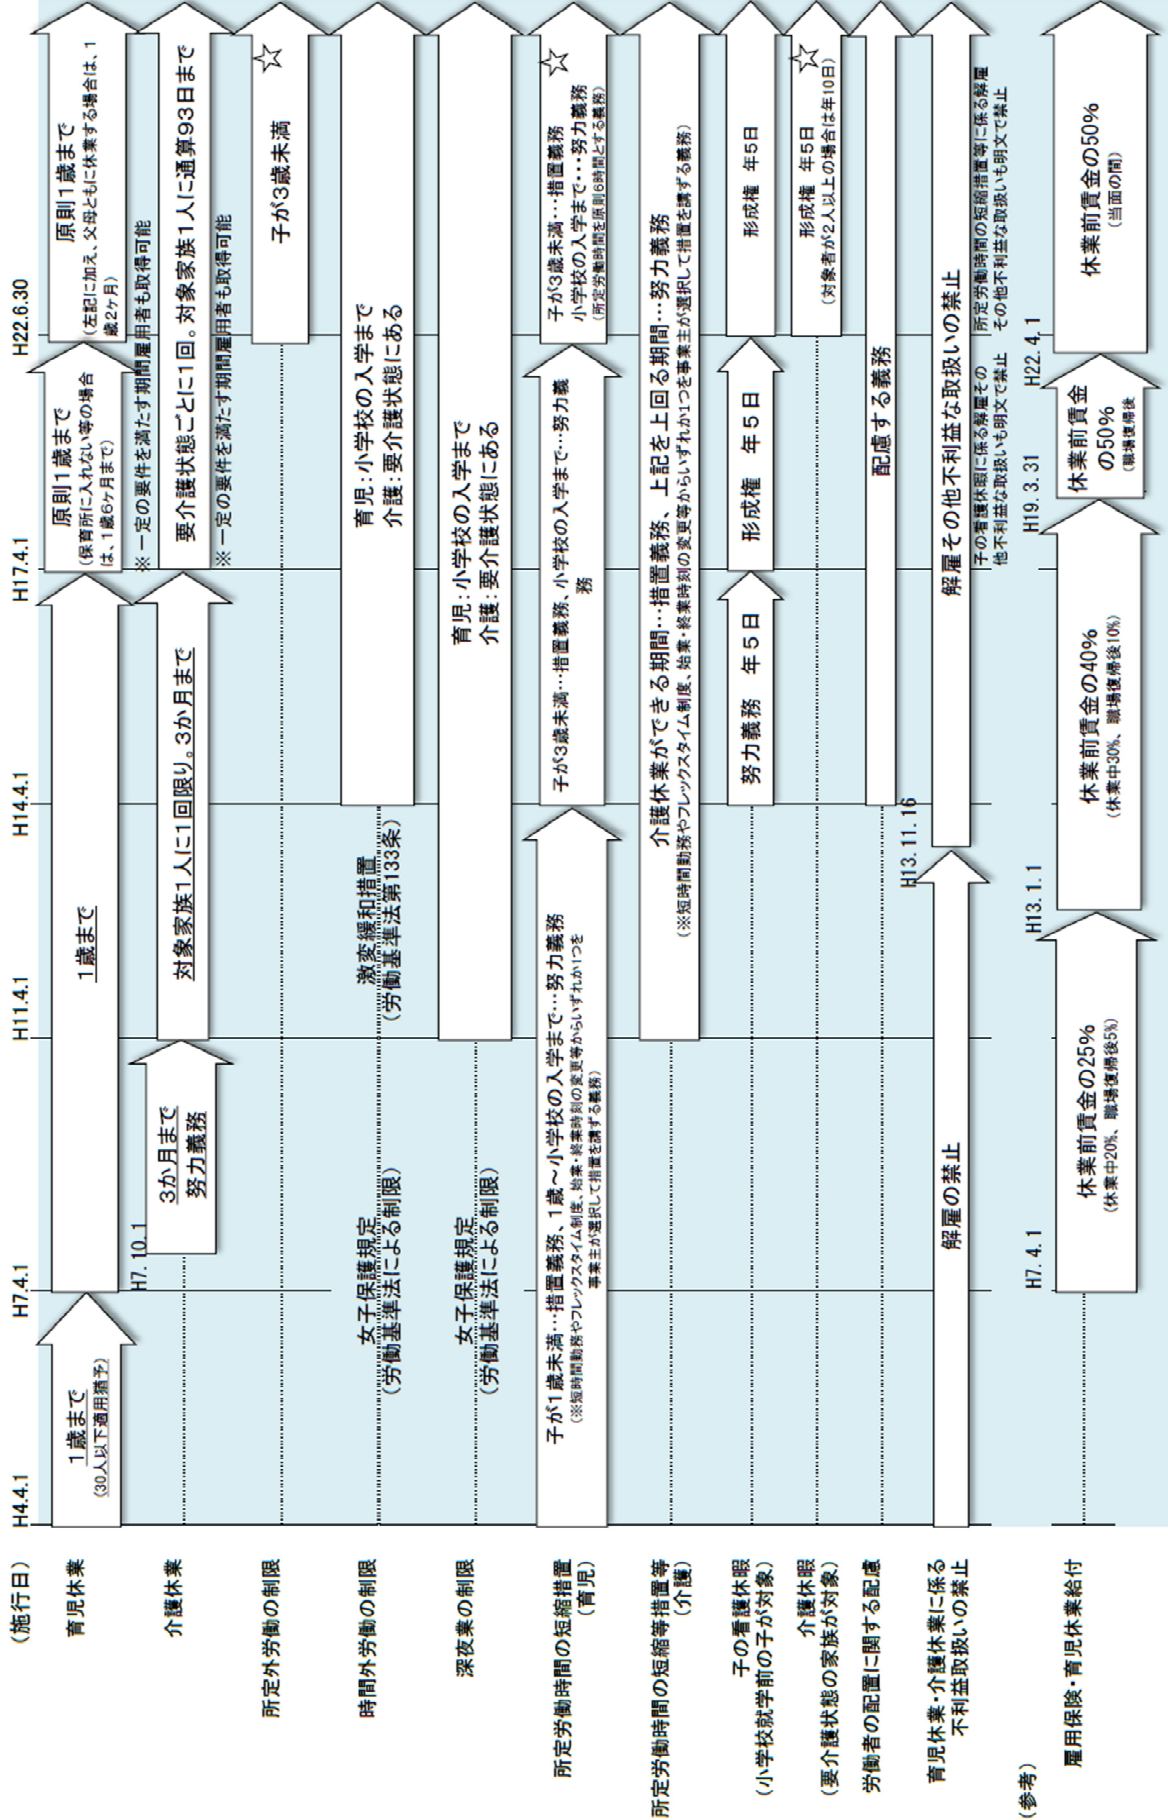 (施行日)
H4.4.1
H7.4.1
H11.4.1
H14.4.1
H17.4.1
H22.6.30
育児休業
1歳まで
(30人以下適用猶予)
1歳まで
原則1歳まで
(保育所に入れない等の場合
は、1歳6ヶ月まで)
原則1歳まで
(左記に加え、父母ともに休業する場合は、1
歳2ヶ月)
※一定の要件を満たす期間雇用者も取得可能
介護休業
H7.10.1
3か月まで
努力義務
対象家族1人に1回限り。3か月まで
要介護状態ごとに1回。対象家族1人に通算93日まで
※一定の要件を満たす期間雇用者も取得可能
所定外労働の制限
子が3歳未満
☆
時間外労働の制限
女子保護規定
(労働基準法による制限)
激変緩和措置
(労働基準法第133条)
育児:小学校の入学まで
介護:要介護状態にある
深夜業の制限
女子保護規定
(労働基準法による制限)
育児:小学校の入学まで
介護:要介護状態にある
所定労働時間の短縮措置
(育児)
子が1歳未満…措置義務、1歳~小学校の入学まで…努力義務
(※短時間勤務やフレックスタイム制度、始業・終業時刻の変更等からいずれか1つを
事業主が選択して措置を講ずる義務)
子が3歳未満…措置義務、小学校の入学まで…努力義
務
子が3歳未満…措置義務
小学校の入学まで…努力義務
(所定労働時間を原則6時間とする義務)
☆
所定労働時間の短縮等措置等
(介護)
介護休業ができる期間…措置義務、上記を上回る期間…努力義務
(※短時間勤務やフレックスタイム制度、始業・終業時刻の変更等からいずれか1つを事業主が選択して措置を講ずる義務)
子の看護休暇
(小学校就学前の子が対象)
努力義務 年5日
形成権 年5日
形成権 年5日
介護休暇
(要介護状態の家族が対象)
形成権 年5日
(対象者が2人以上の場合は年10日)
☆
労働者の配置に関する配慮
配慮する義務
育児休業・介護休業に係る
不利益取扱いの禁止
解雇の禁止
H13.11.16
解雇その他不利益な取扱いの禁止
子の看護休暇に係る解雇その
他不利益な取扱いも明文で禁止
所定労働時間の短縮措置等に係る解雇
その他不利益な取扱いも明文で禁止
(参考)
雇用保険・育児休業給付
H7.4.1
休業前賃金の25%
(休業中20%、職場復帰後5%)
H13.1.1
休業前賃金の40%
(休業中30%、職場復帰後10%)
H19.3.31
休業前賃金
の50%
(職場復帰後
H22.4.1
休業前賃金の50%
(当面の間)